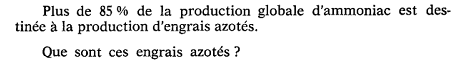 Plus de 85 % de la production globale d'ammoniac est des-
tinée à la production d'engrais azotés.
Que sont ces engrais azotés ?